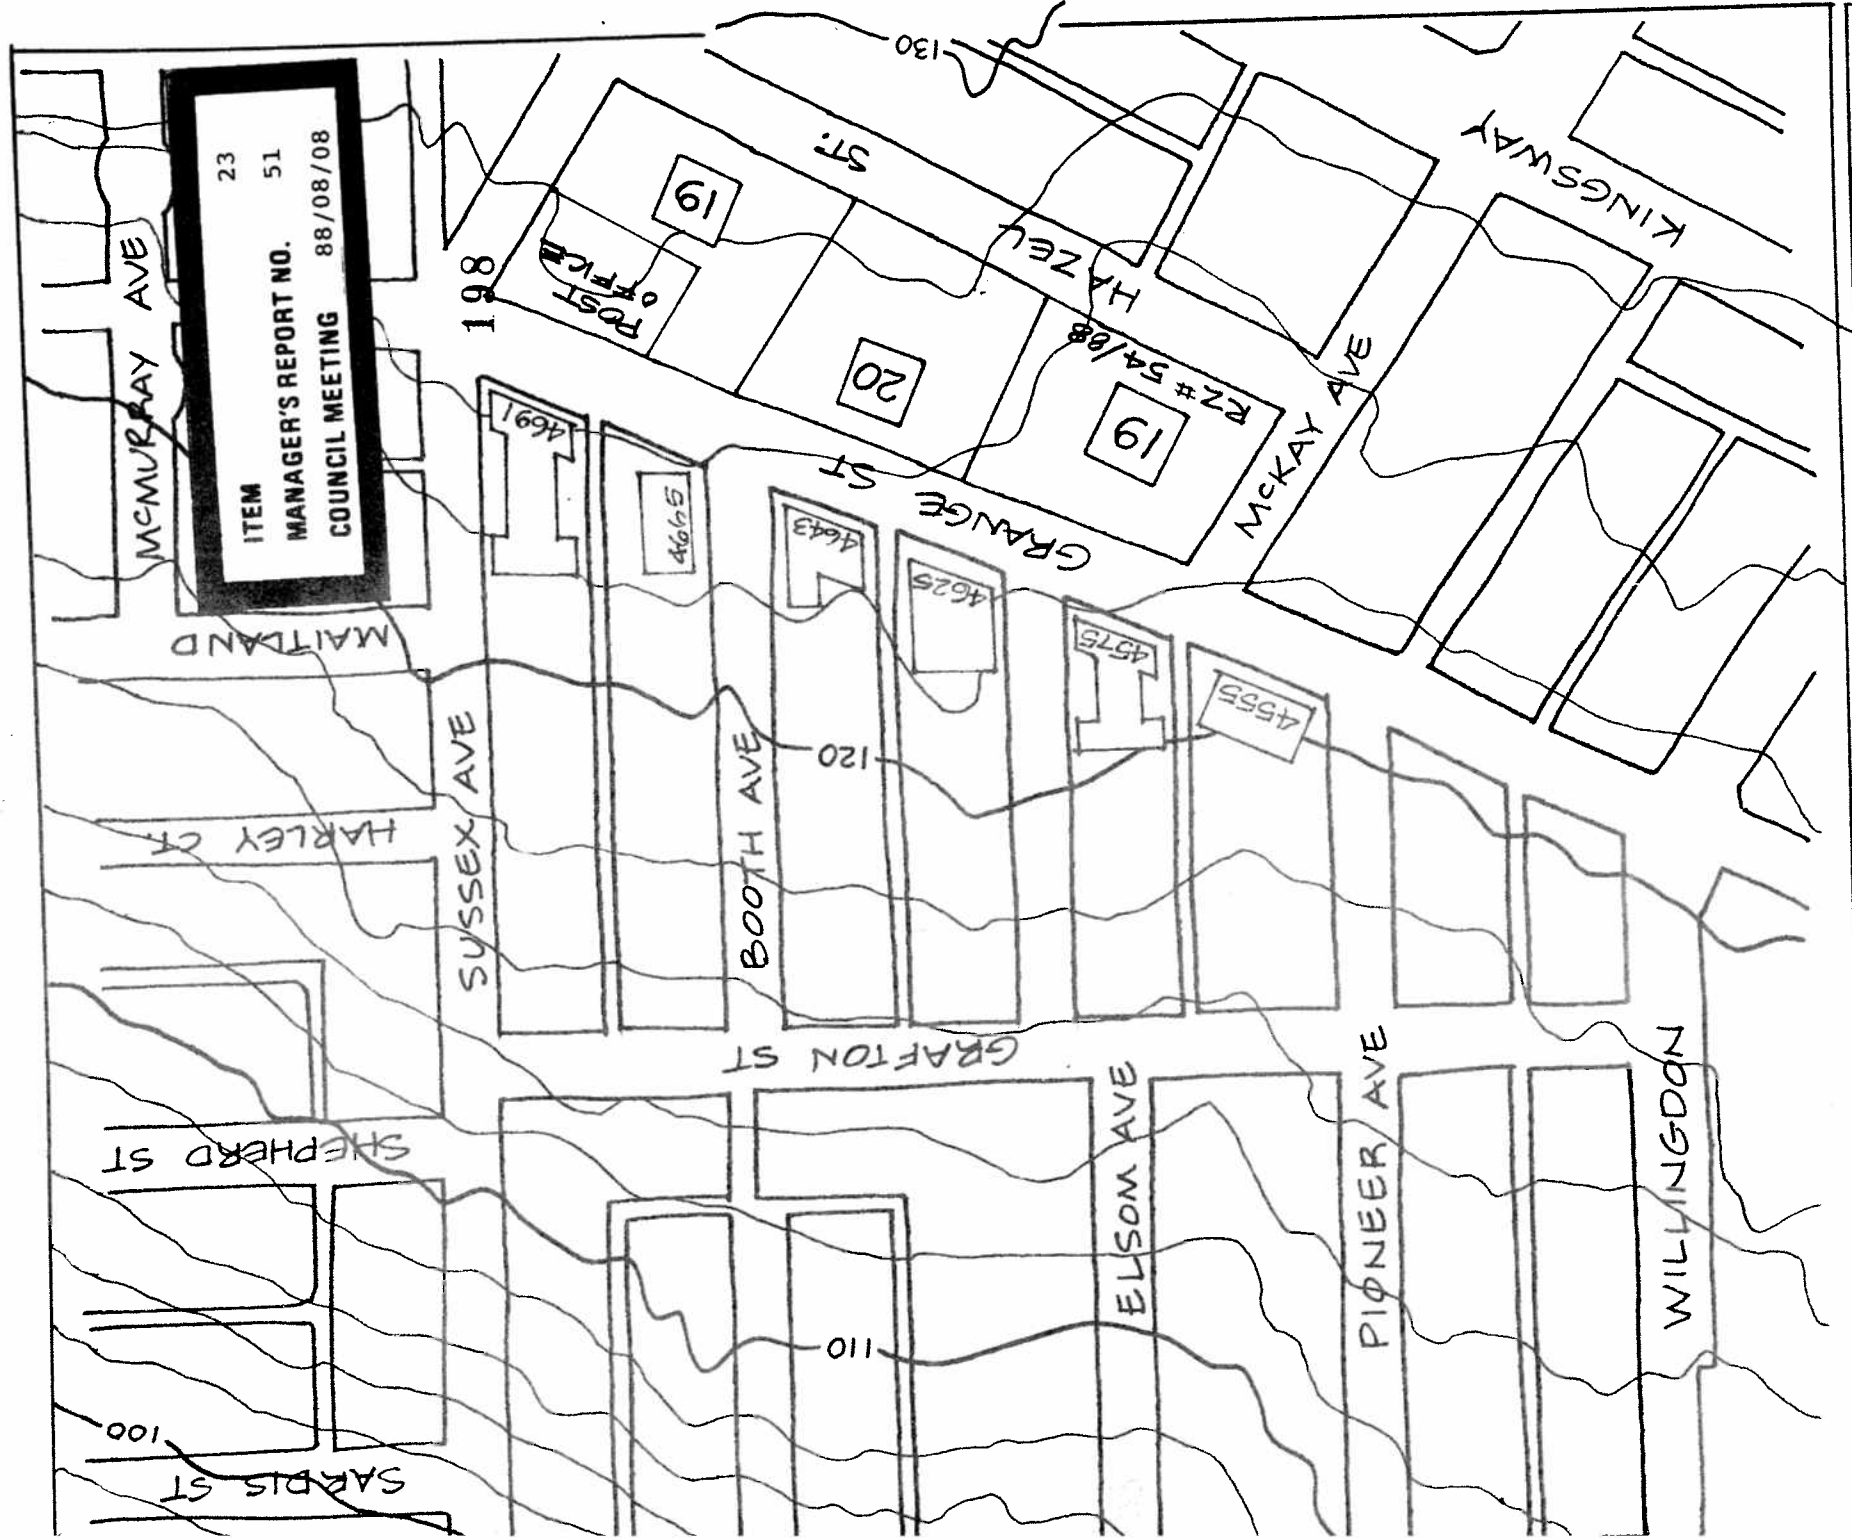 ITEM 23
MANAGER'S REPORT NO. 51
COUNCIL MEETING 88/08/08
198
130
MCMURRAY AVE
MAITLAND
HARLEY CT.
SHEPHERD ST
SARDIS ST
100
SUSSEX AVE
BOOTH AVE
GRAFTON ST
ELSOM AVE
PIONEER AVE
WILLINGDON
110
120
4691
4665
4643
4625
4575
4555
GRANGE ST
POST
OFFICE
19
20
19
RZ # 54/88
HAZEL ST.
McKAY AVE
KINGSWAY